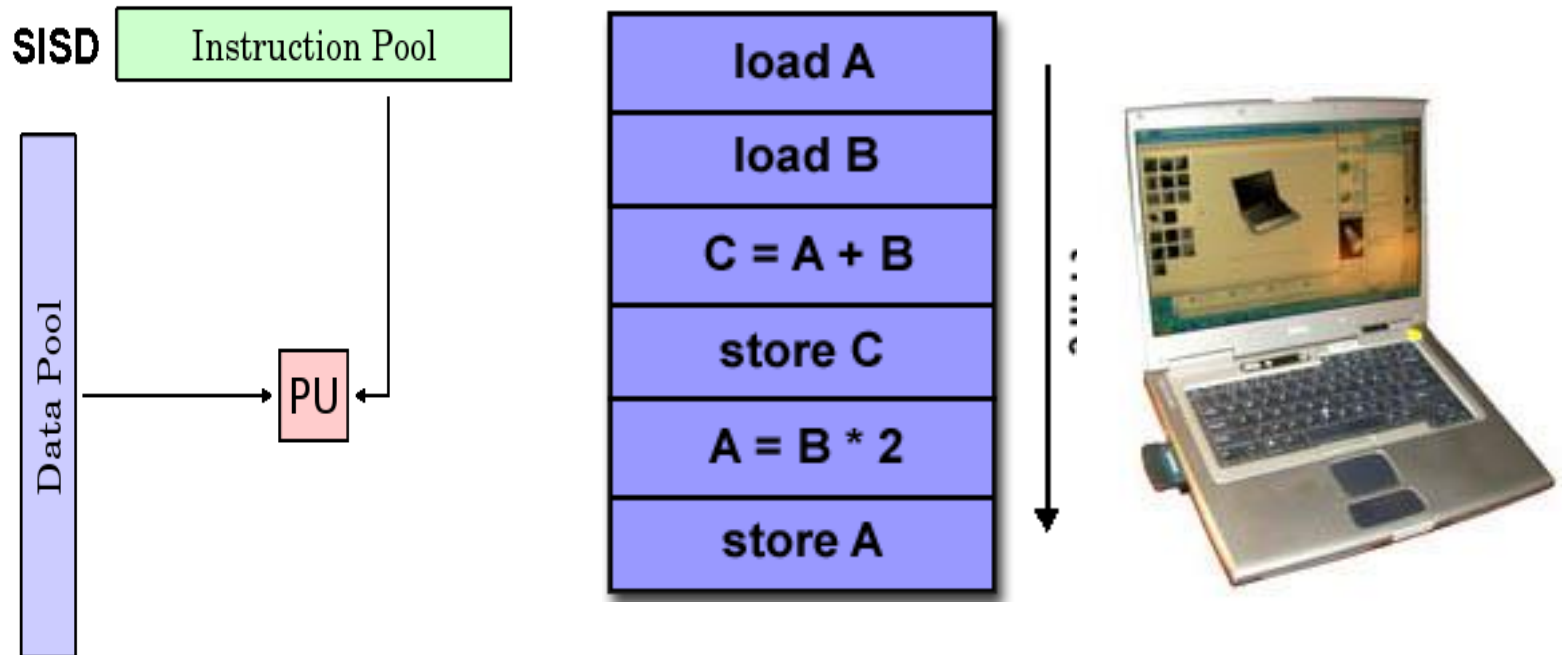 SISD
Instruction Pool
Data Pool
PU
load A
load B
C = A + B
store C
A = B * 2
store A